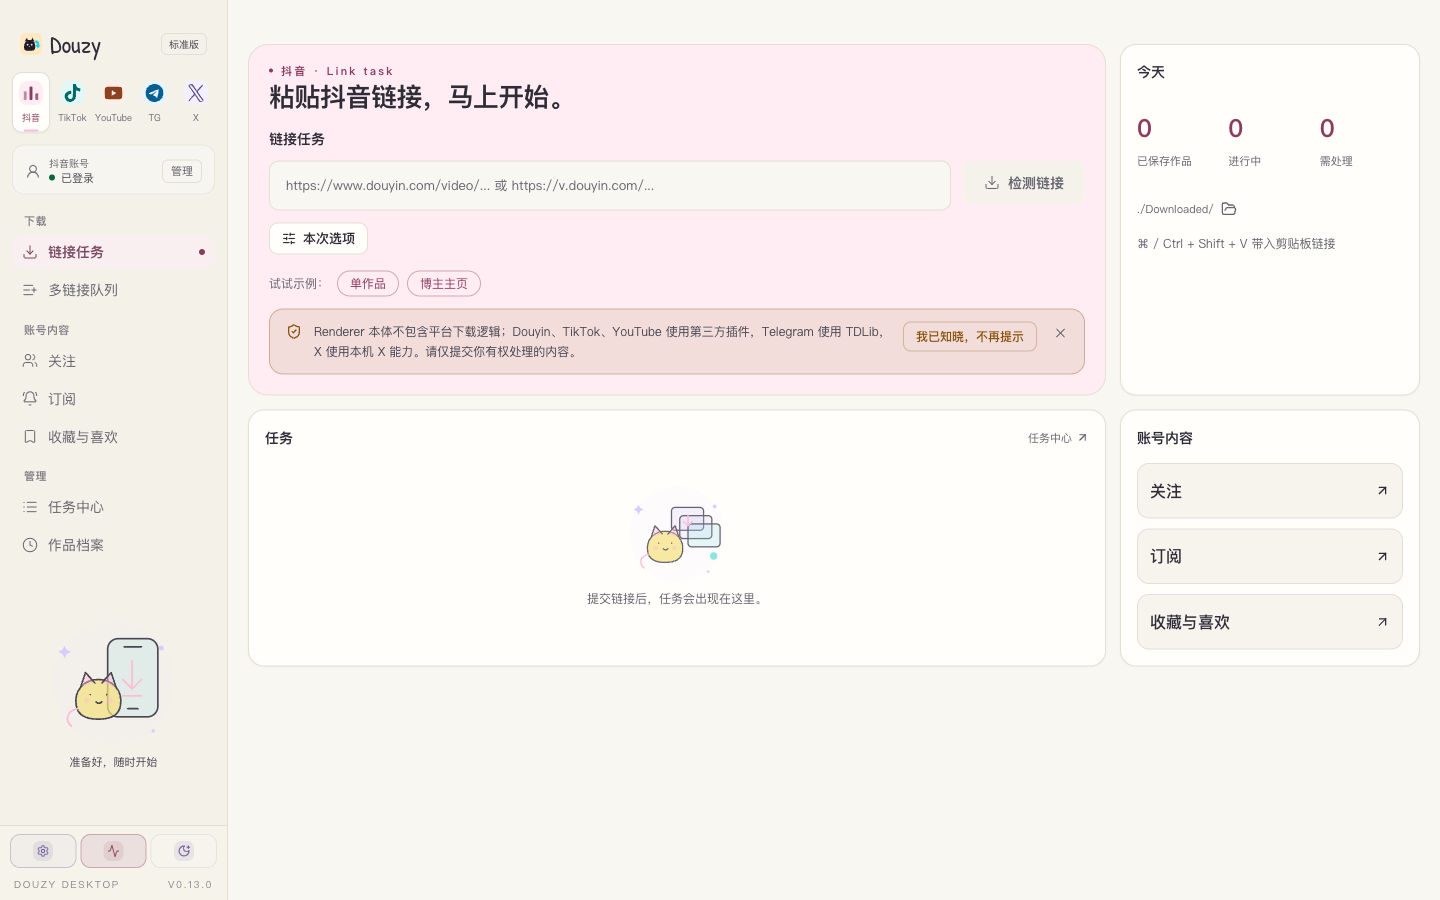 Douzy
标准版
抖音
TikTok
YouTube
TG
X
抖音账号
已登录
管理
下载
链接任务
多链接队列
账号内容
关注
订阅
收藏与喜欢
管理
任务中心
作品档案
准备好，随时开始
DOUZY DESKTOP
V0.13.0
抖音 · Link task
粘贴抖音链接，马上开始。
链接任务
https://www.douyin.com/video/... 或 https://v.douyin.com/...
检测链接
本次选项
试试示例：
单作品
博主主页
Renderer 本体不包含平台下载逻辑；Douyin、TikTok、YouTube 使用第三方插件，Telegram 使用 TDLib，
X 使用本机 X 能力。请仅提交你有权处理的内容。
我已知晓，不再提示
今天
0
已保存作品
0
进行中
0
需处理
./Downloaded/
⌘ / Ctrl + Shift + V 带入剪贴板链接
任务
任务中心
提交链接后，任务会出现在这里。
账号内容
关注
订阅
收藏与喜欢